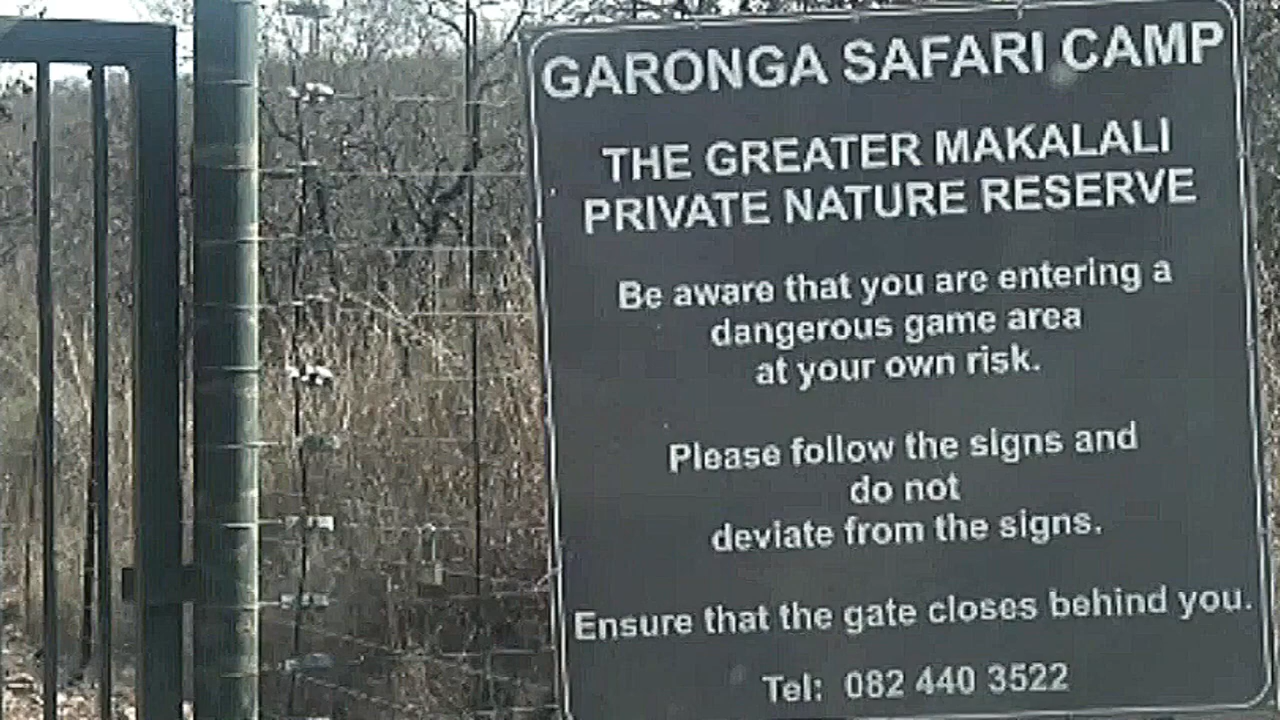 GARONGA SAFARI CAMP
THE GREATER MAKALALI
PRIVATE NATURE RESERVE
Be aware that you are entering a
dangerous game area
at your own risk.
Please follow the signs and
do not
deviate from the signs.
Ensure that the gate closes behind you.
Tel: 082 440 3522